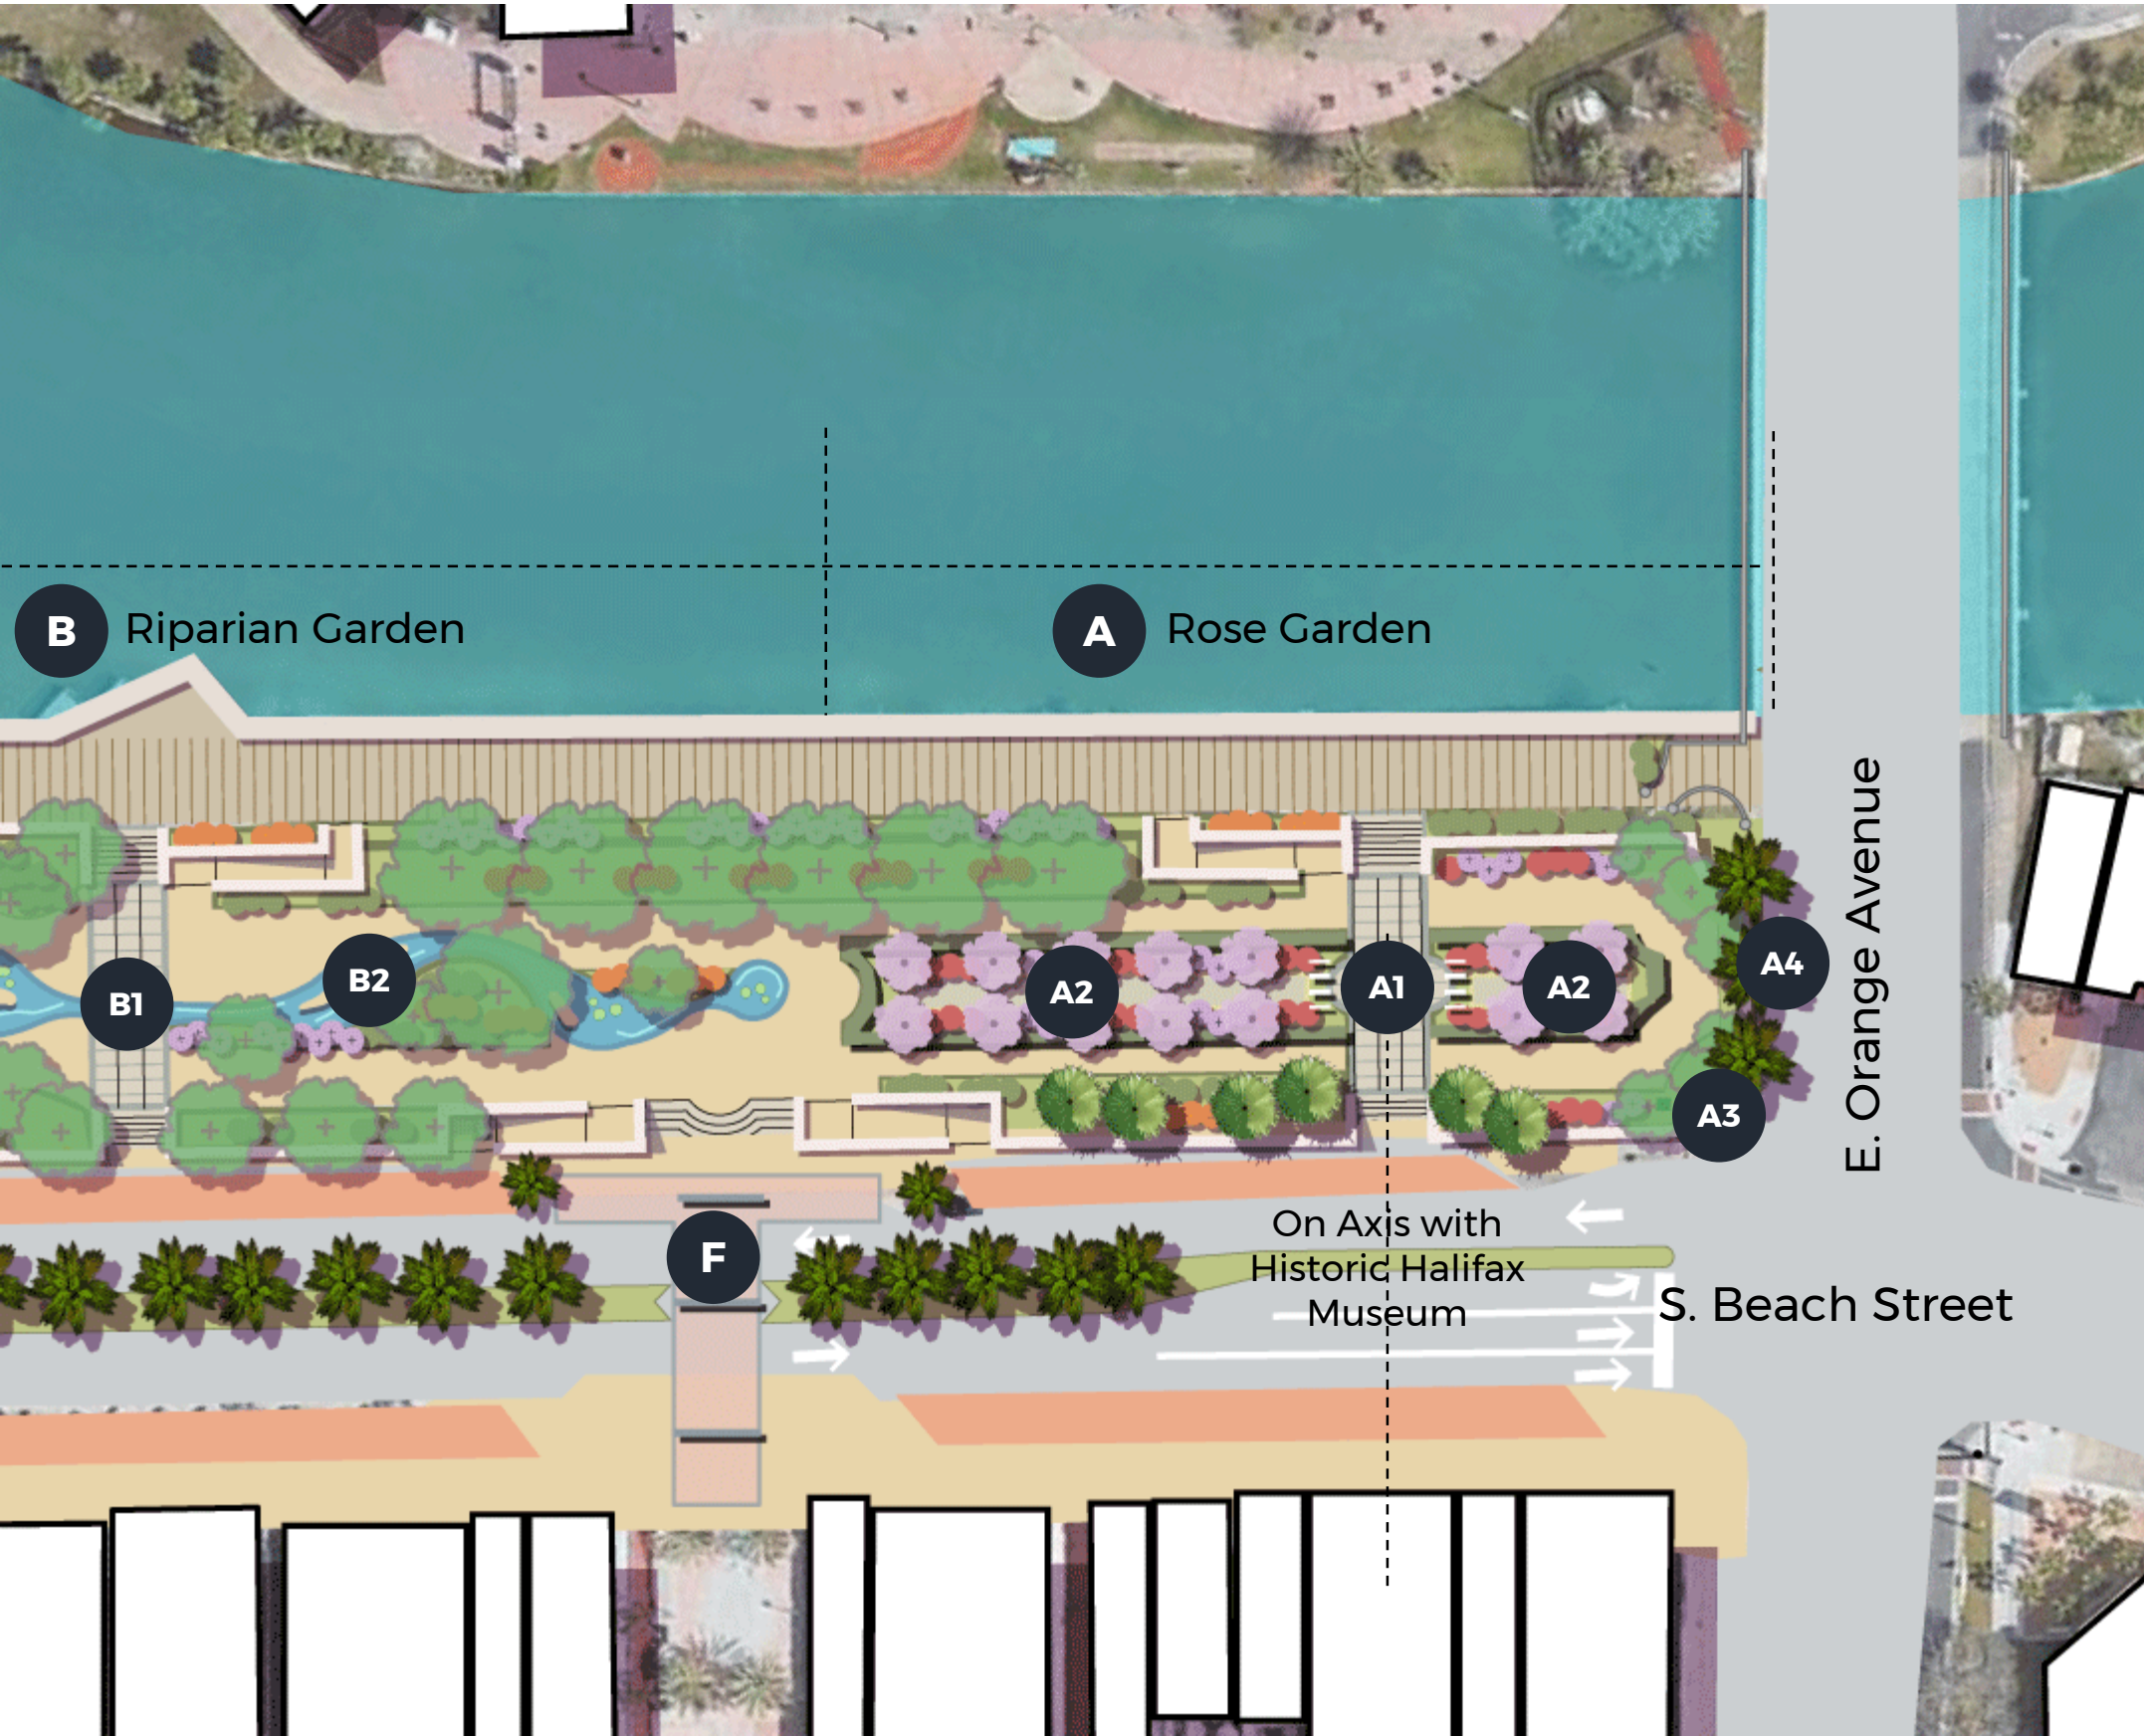 B Riparian Garden
A Rose Garden
E. Orange Avenue
B1
B2
A2
A1
A2
A4
A3
F
On Axis with
Historic Halifax
Museum
S. Beach Street